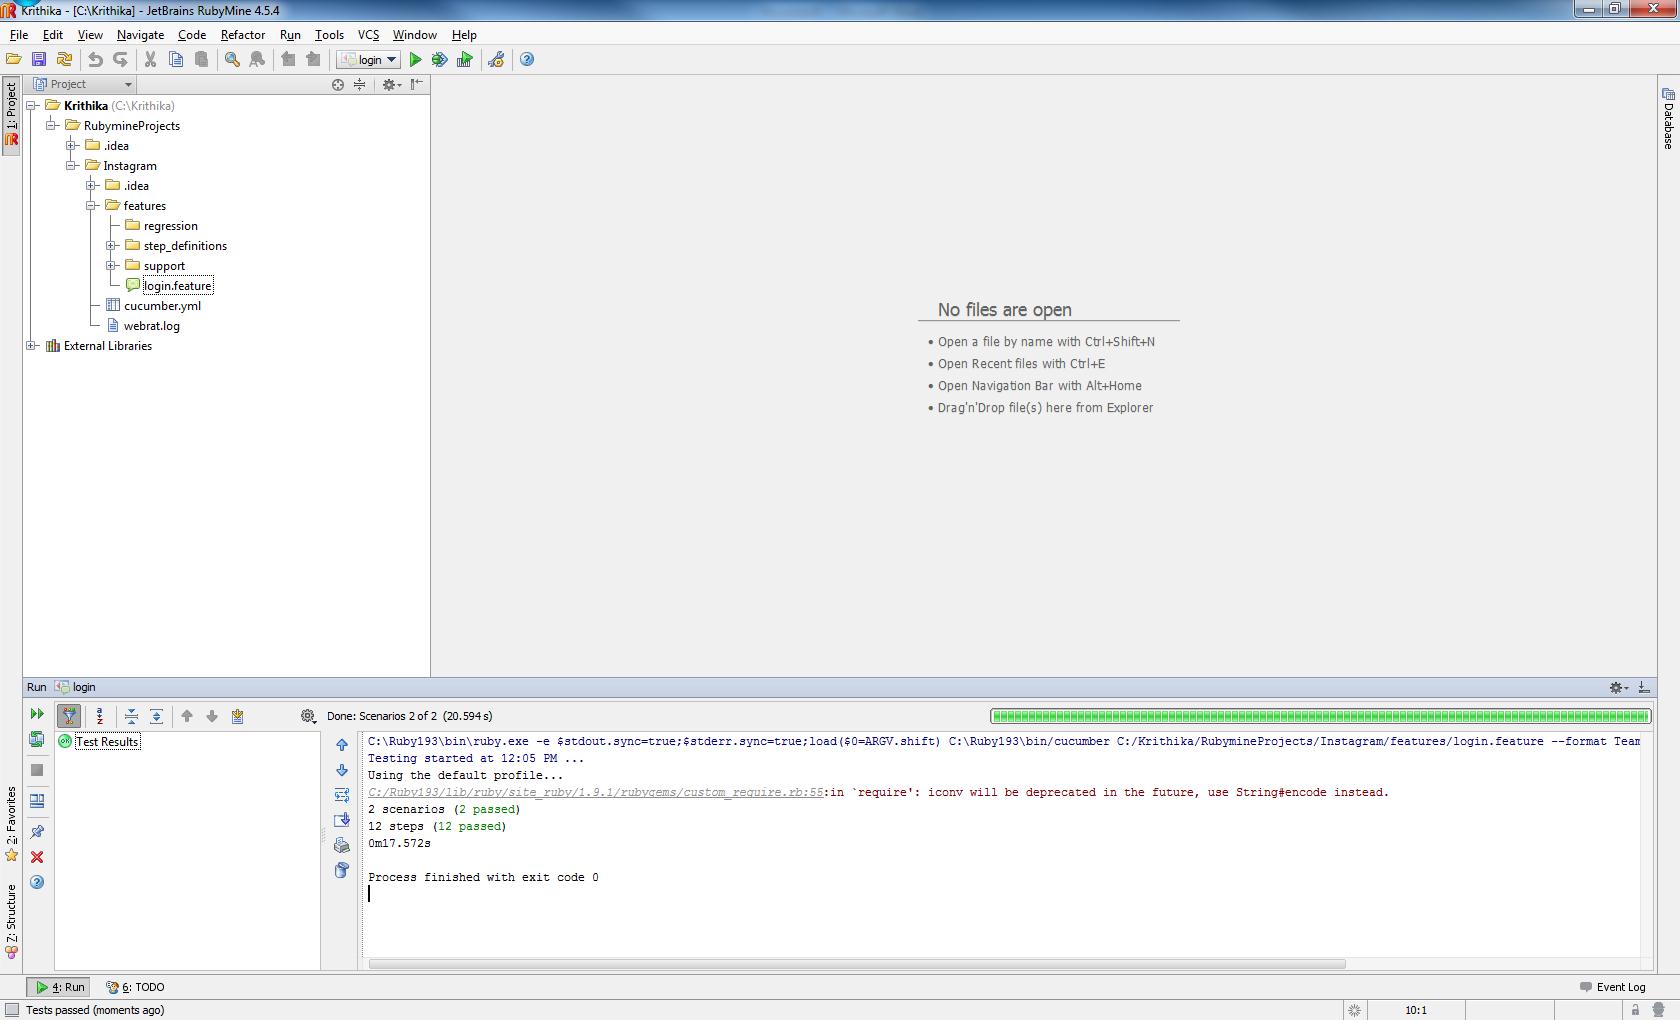 Krithika - [C:\Krithika] - JetBrains RubyMine 4.5.4
File Edit View Navigate Code Refactor Run Tools VCS Window Help
login
1: Project
Project
Krithika (C:\Krithika)
RubymineProjects
.idea
Instagram
.idea
features
regression
step_definitions
support
login.feature
cucumber.yml
webrat.log
External Libraries
No files are open
• Open a file by name with Ctrl+Shift+N
• Open Recent files with Ctrl+E
• Open Navigation Bar with Alt+Home
• Drag'n'Drop file(s) here from Explorer
Database
Run login
Done: Scenarios 2 of 2 (20.594 s)
Test Results
C:\Ruby193\bin\ruby.exe -e $stdout.sync=true;$stderr.sync=true;load($0=ARGV.shift) C:\Ruby193\bin/cucumber C:/Krithika/RubymineProjects/Instagram/features/login.feature --format Team
Testing started at 12:05 PM ...
Using the default profile...
C:/Ruby193/lib/ruby/site_ruby/1.9.1/rubygems/custom_require.rb:55:in `require': iconv will be deprecated in the future, use String#encode instead.
2 scenarios (2 passed)
12 steps (12 passed)
0m17.572s
Process finished with exit code 0
2: Favorites
Z: Structure
4: Run 6: TODO Event Log
Tests passed (moments ago) 10:1